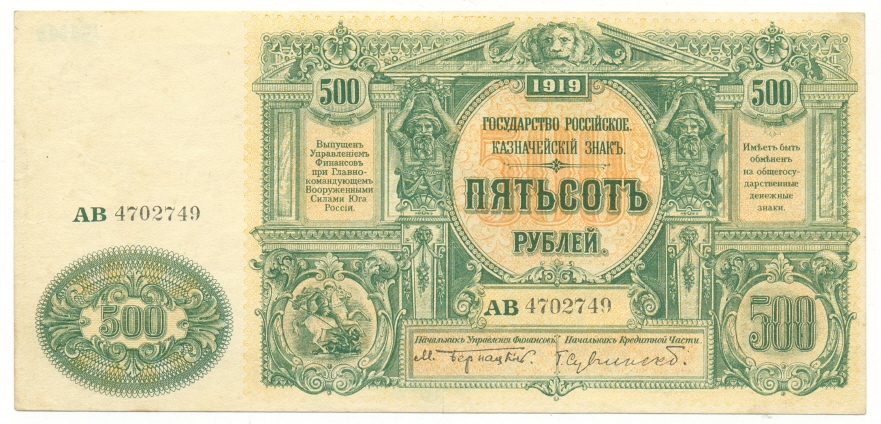 500
1919
500
ГОСУДАРСТВО РОССІЙСКОЕ.
КАЗНАЧЕЙСКІЙ ЗНАКЪ.
ПЯТЬСОТЪ
РУБЛЕЙ.
Выпущенъ
Управленіемъ
Финансовъ
при Главно-
командующемъ
Вооруженными
Силами Юга
Россіи.
Имѣетъ быть
обмѣненъ
на общегосу-
дарственные
денежные
знаки.
АВ 4702749
500
АВ 4702749
500
Начальникъ Управленія Финансовъ
Начальникъ Кредитной Части.
М. Бернацкій.